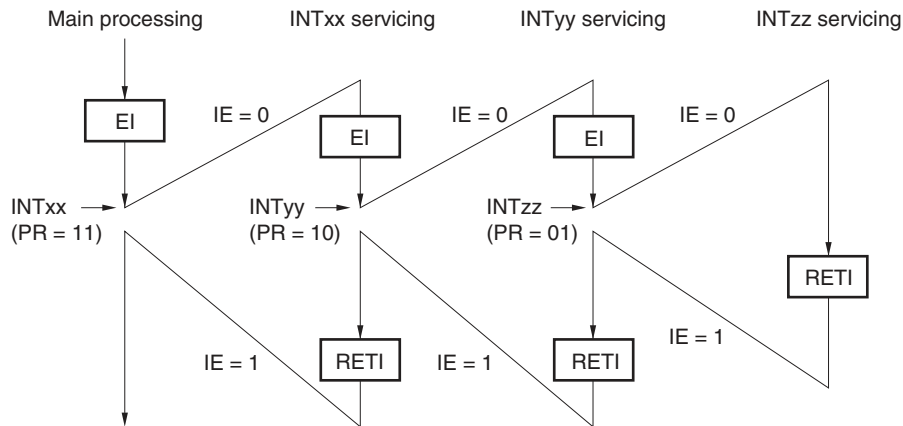 Main processing INTxx servicing INTyy servicing INTzz servicing
EI IE = 0 EI IE = 0 EI IE = 0
INTxx INTyy INTzz
(PR = 11) (PR = 10) (PR = 01)
RETI
IE = 1 RETI IE = 1 RETI IE = 1